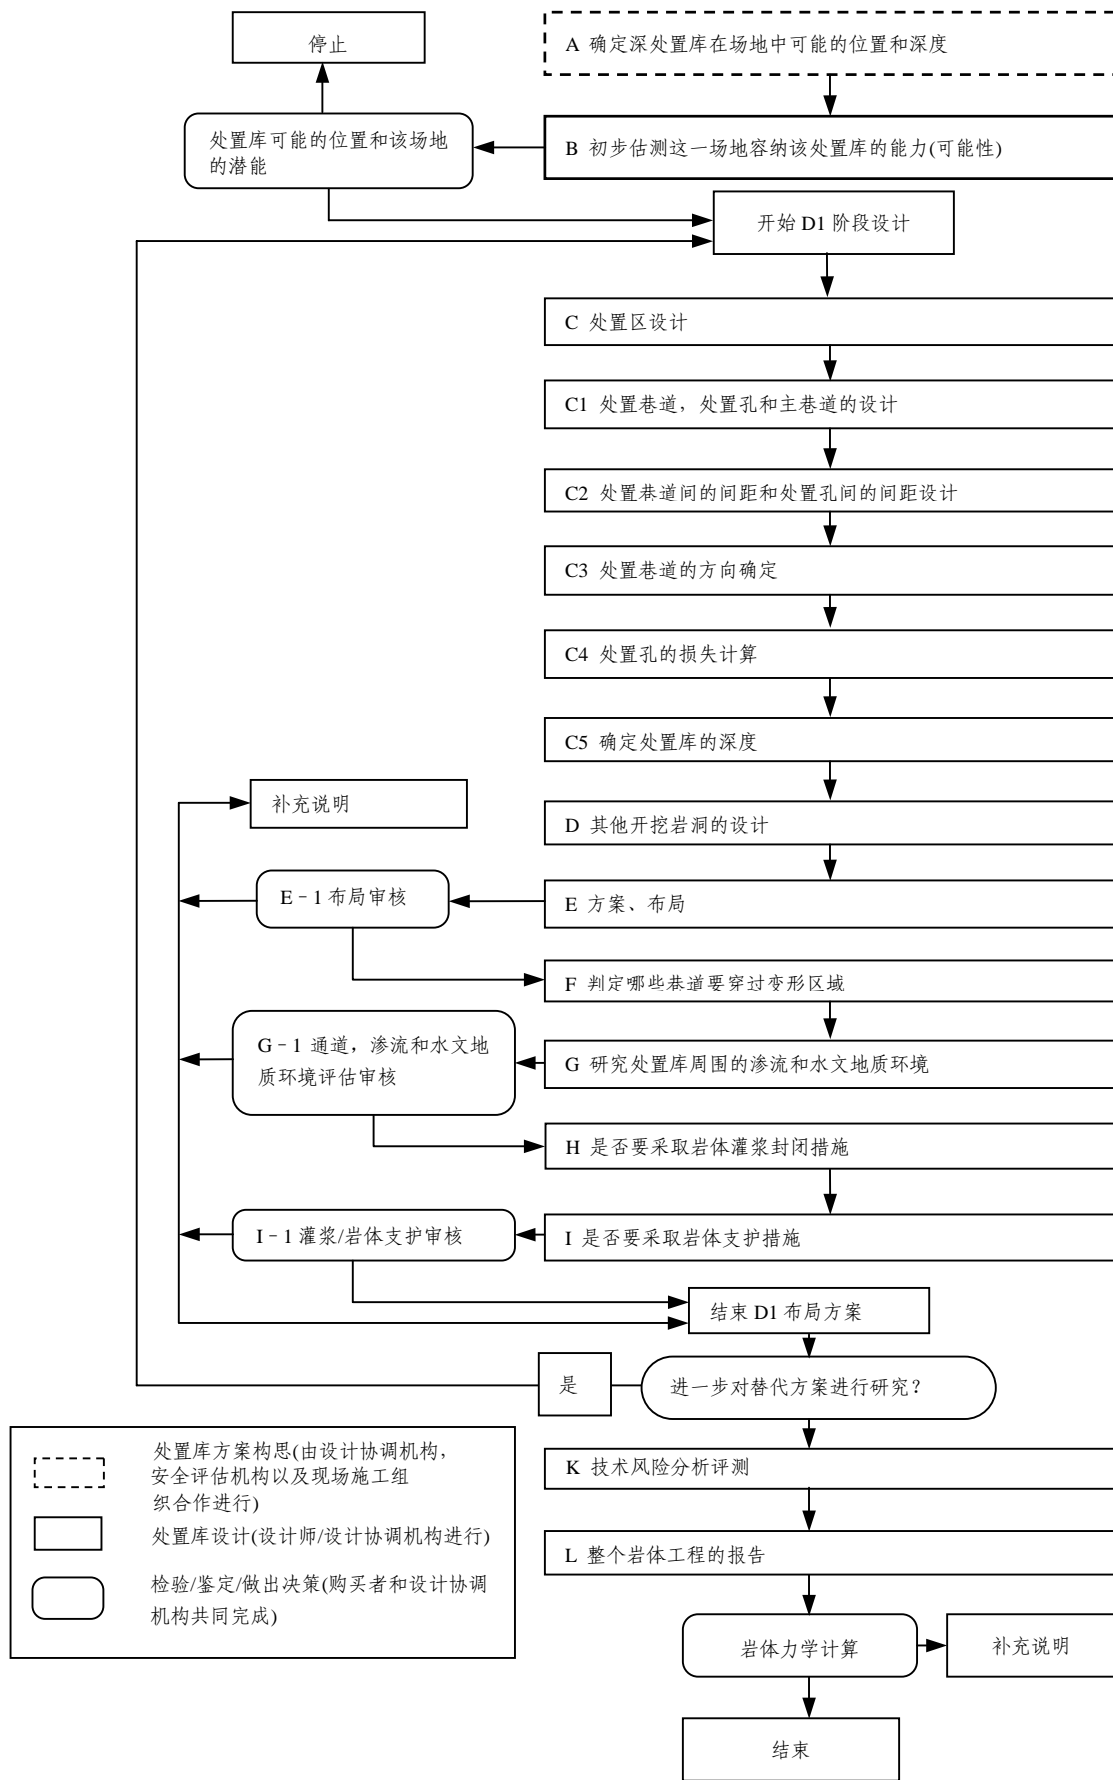 停止
A 确定深处置库在场地中可能的位置和深度
处置库可能的位置和该场地
的潜能
B 初步估测这一场地容纳该处置库的能力(可能性)
开始 D1 阶段设计
C 处置区设计
C1 处置巷道，处置孔和主巷道的设计
C2 处置巷道间的间距和处置孔间的间距设计
C3 处置巷道的方向确定
C4 处置孔的损失计算
C5 确定处置库的深度
补充说明
D 其他开挖岩洞的设计
E－1 布局审核
E 方案、布局
F 判定哪些巷道要穿过变形区域
G－1 通道，渗流和水文地
质环境评估审核
G 研究处置库周围的渗流和水文地质环境
H 是否要采取岩体灌浆封闭措施
I－1 灌浆/岩体支护审核
I 是否要采取岩体支护措施
结束 D1 布局方案
是
进一步对替代方案进行研究？
处置库方案构思(由设计协调机构，
安全评估机构以及现场施工组
织合作进行)
处置库设计(设计师/设计协调机构进行)
检验/鉴定/做出决策(购买者和设计协调
机构共同完成)
K 技术风险分析评测
L 整个岩体工程的报告
岩体力学计算
补充说明
结束